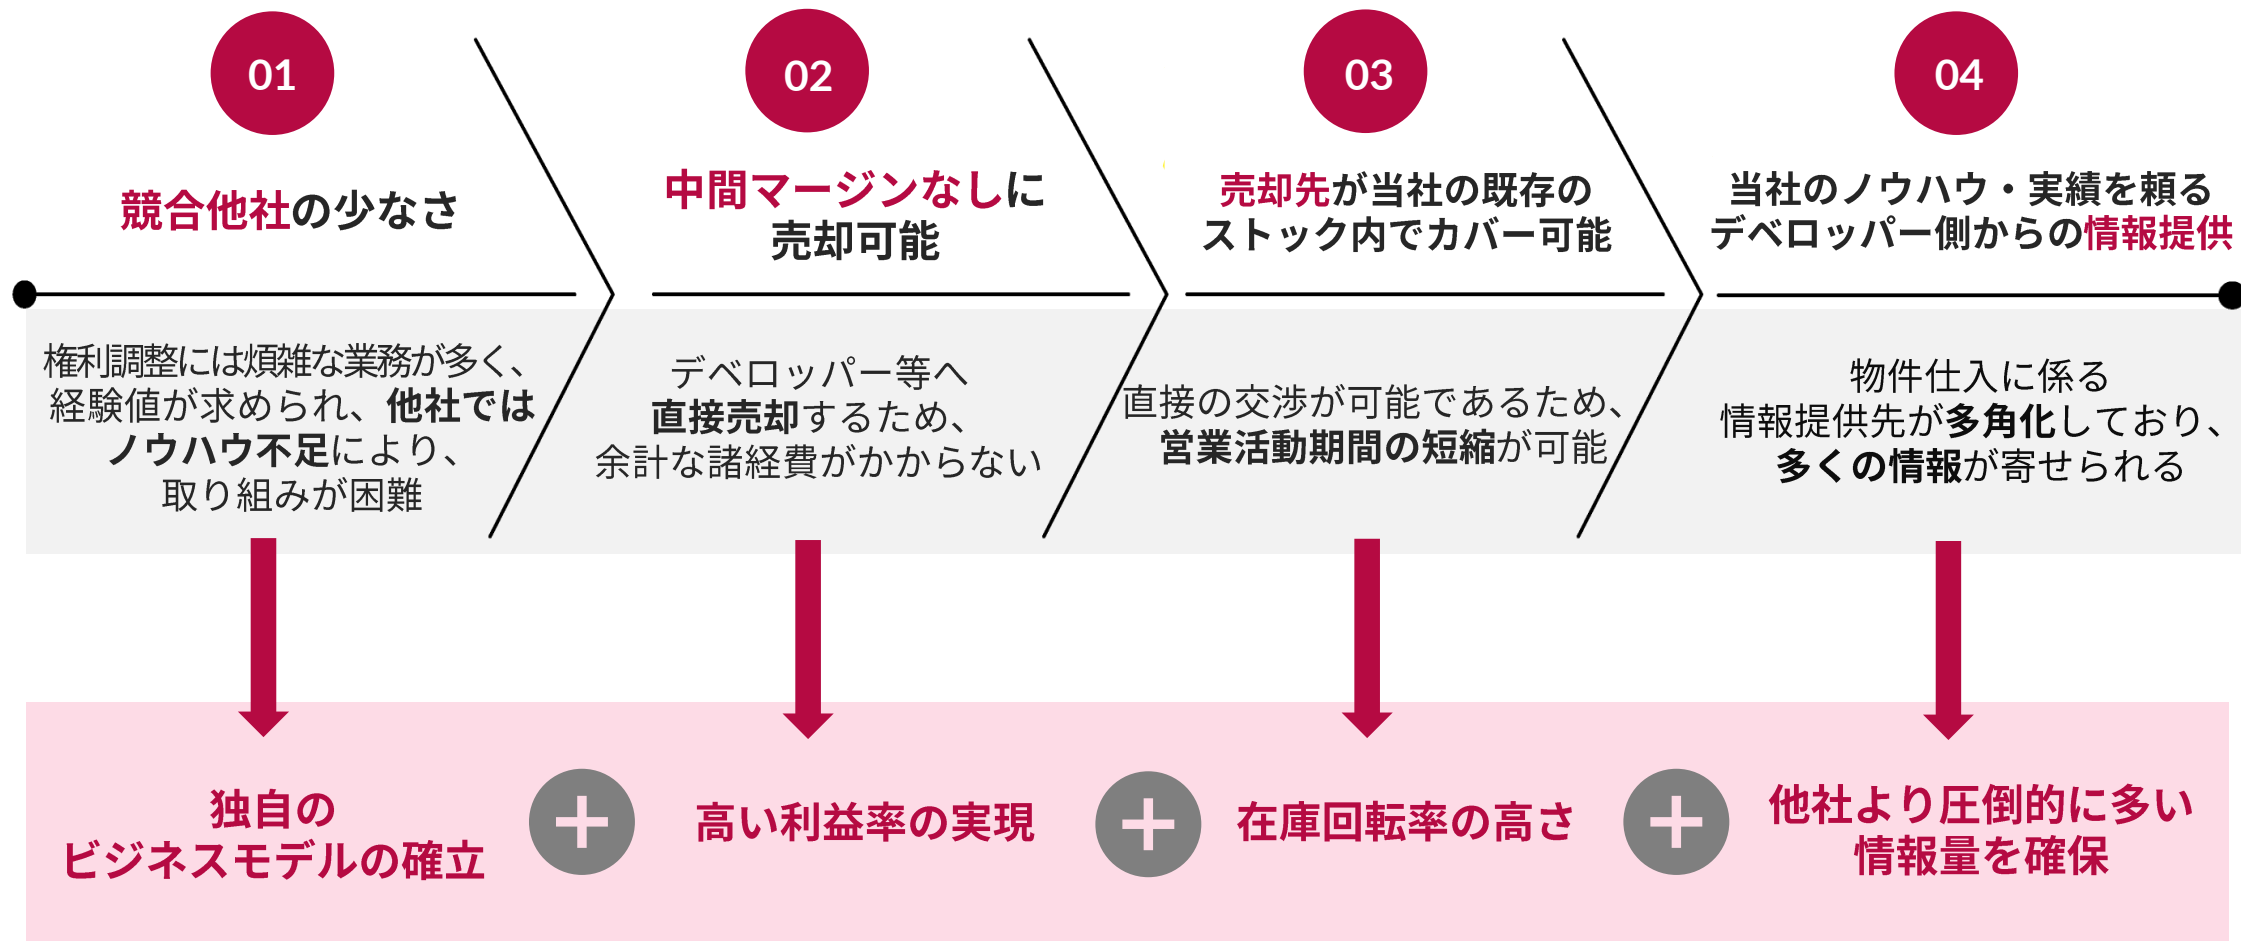 01
競合他社の少なさ
権利調整には煩雑な業務が多く、
経験値が求められ、他社では
ノウハウ不足により、
取り組みが困難
独自の
ビジネスモデルの確立
+
02
中間マージンなしに
売却可能
デベロッパー等へ
直接売却するため、
余計な諸経費がかからない
高い利益率の実現
+
03
売却先が当社の既存の
ストック内でカバー可能
直接の交渉が可能であるため、
営業活動期間の短縮が可能
在庫回転率の高さ
+
04
当社のノウハウ・実績を頼る
デベロッパー側からの情報提供
物件仕入に係る
情報提供先が多角化しており、
多くの情報が寄せられる
他社より圧倒的に多い
情報量を確保